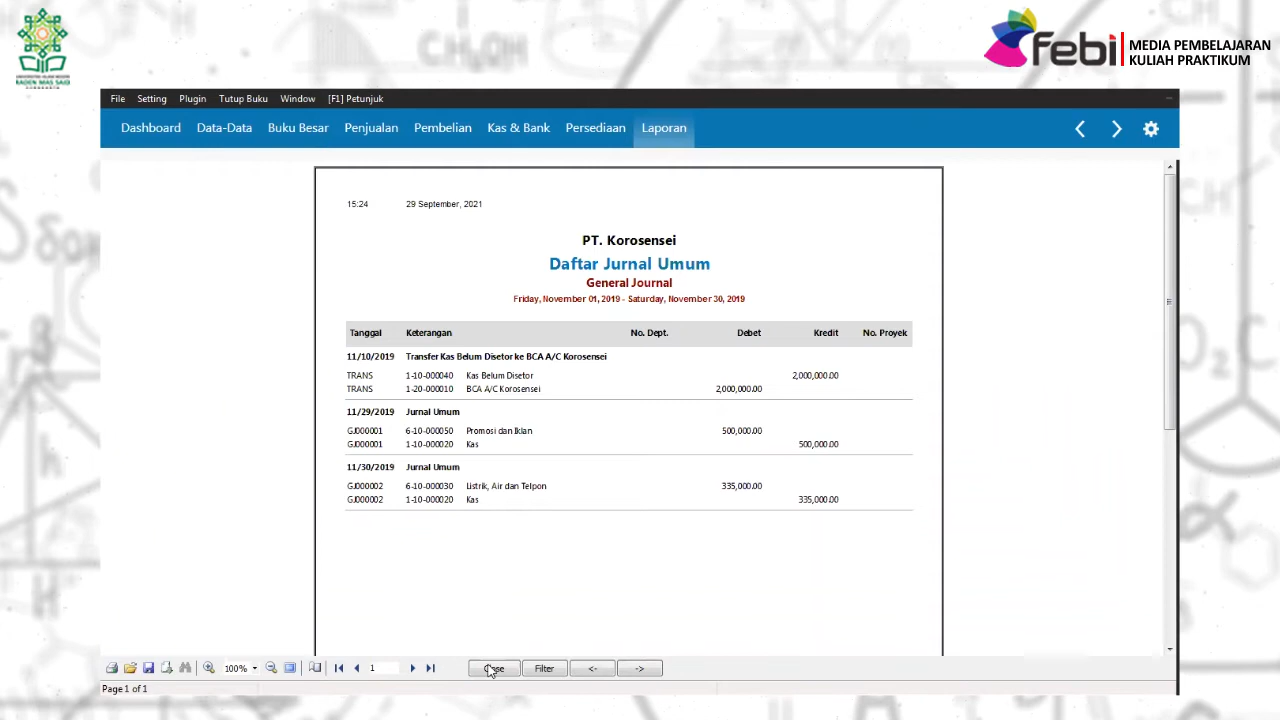 febi
MEDIA PEMBELAJARAN
KULIAH PRAKTIKUM
RADEN MAS SAID
File Setting Plugin Tutup Buku Window [F1] Petunjuk
Dashboard Data-Data Buku Besar Penjualan Pembelian Kas & Bank Persediaan Laporan
15:24 29 September, 2021
PT. Korosensei
Daftar Jurnal Umum
General Journal
Friday, November 01, 2019 - Saturday, November 30, 2019
Tanggal Keterangan No. Dept. Debet Kredit No. Proyek
11/10/2019 Transfer Kas Belum Disetor ke BCA A/C Korosensei
TRANS 1-10-000040 Kas Belum Disetor 2,000,000.00
TRANS 1-20-000010 BCA A/C Korosensei 2,000,000.00
11/29/2019 Jurnal Umum
GJ000001 6-10-000050 Promosi dan Iklan 500,000.00
GJ000001 1-10-000020 Kas 500,000.00
11/30/2019 Jurnal Umum
GJ000002 6-10-000030 Listrik, Air dan Telpon 335,000.00
GJ000002 1-10-000020 Kas 335,000.00
100% 1 Close Filter <- ->
Page 1 of 1